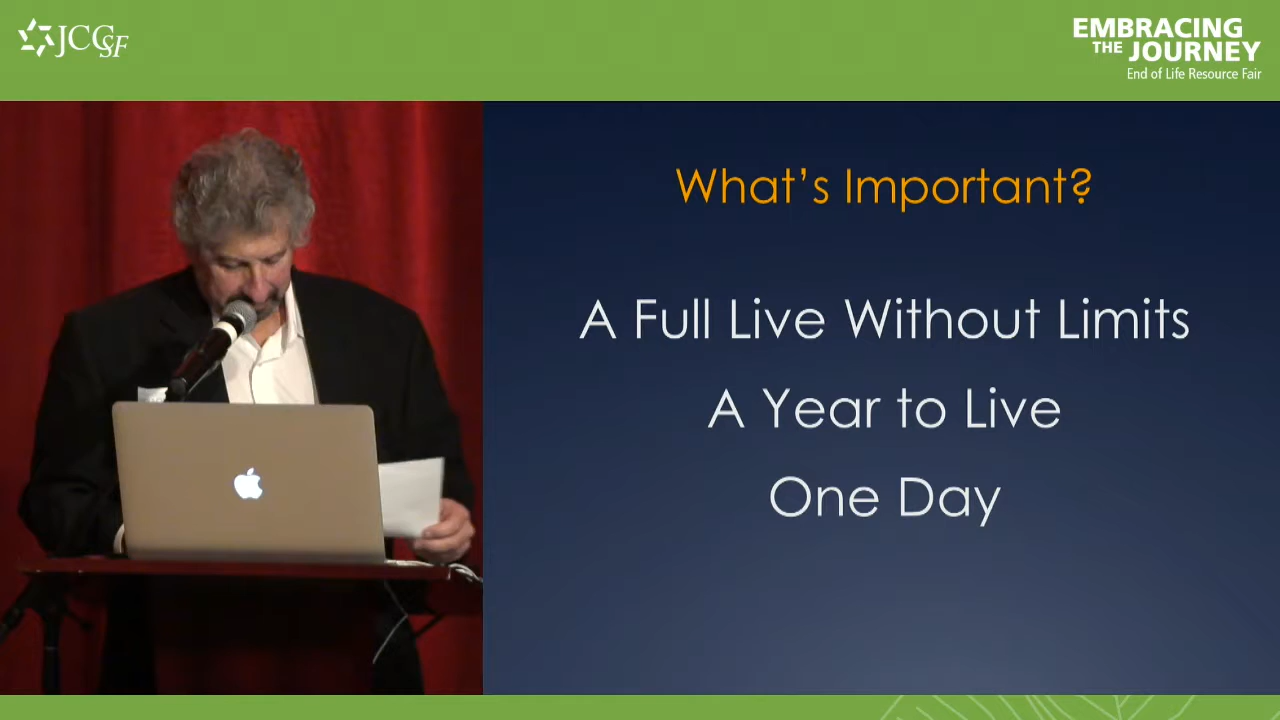 JCCSF
EMBRACING
THE JOURNEY
End of Life Resource Fair
What's Important?
A Full Live Without Limits
A Year to Live
One Day